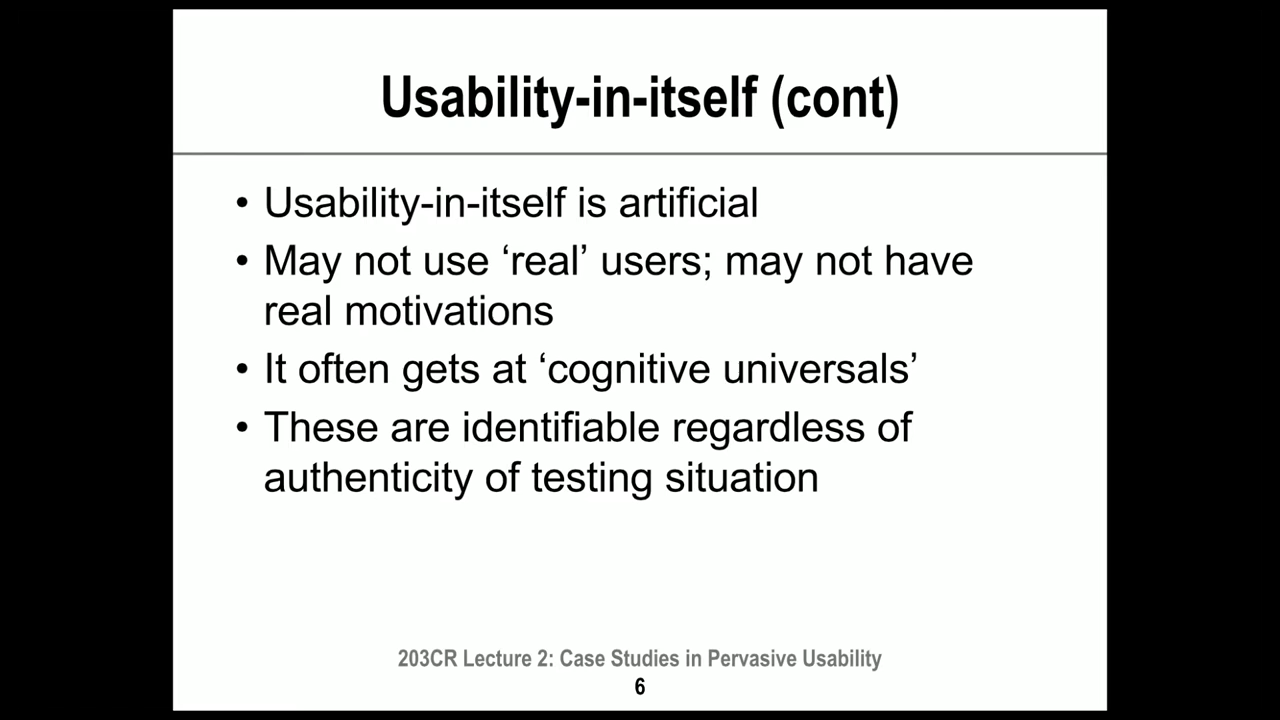 Usability-in-itself (cont)
• Usability-in-itself is artificial
• May not use ‘real’ users; may not have
real motivations
• It often gets at ‘cognitive universals’
• These are identifiable regardless of
authenticity of testing situation
203CR Lecture 2: Case Studies in Pervasive Usability
6